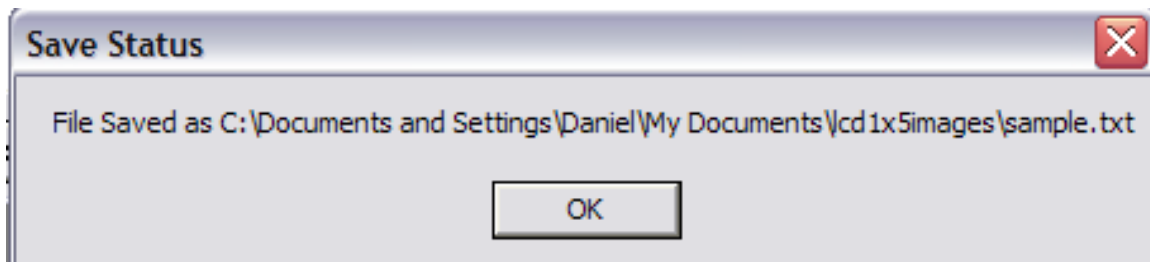 Save Status
File Saved as C:\Documents and Settings\Daniel\My Documents\lcd1x5images\sample.txt
OK